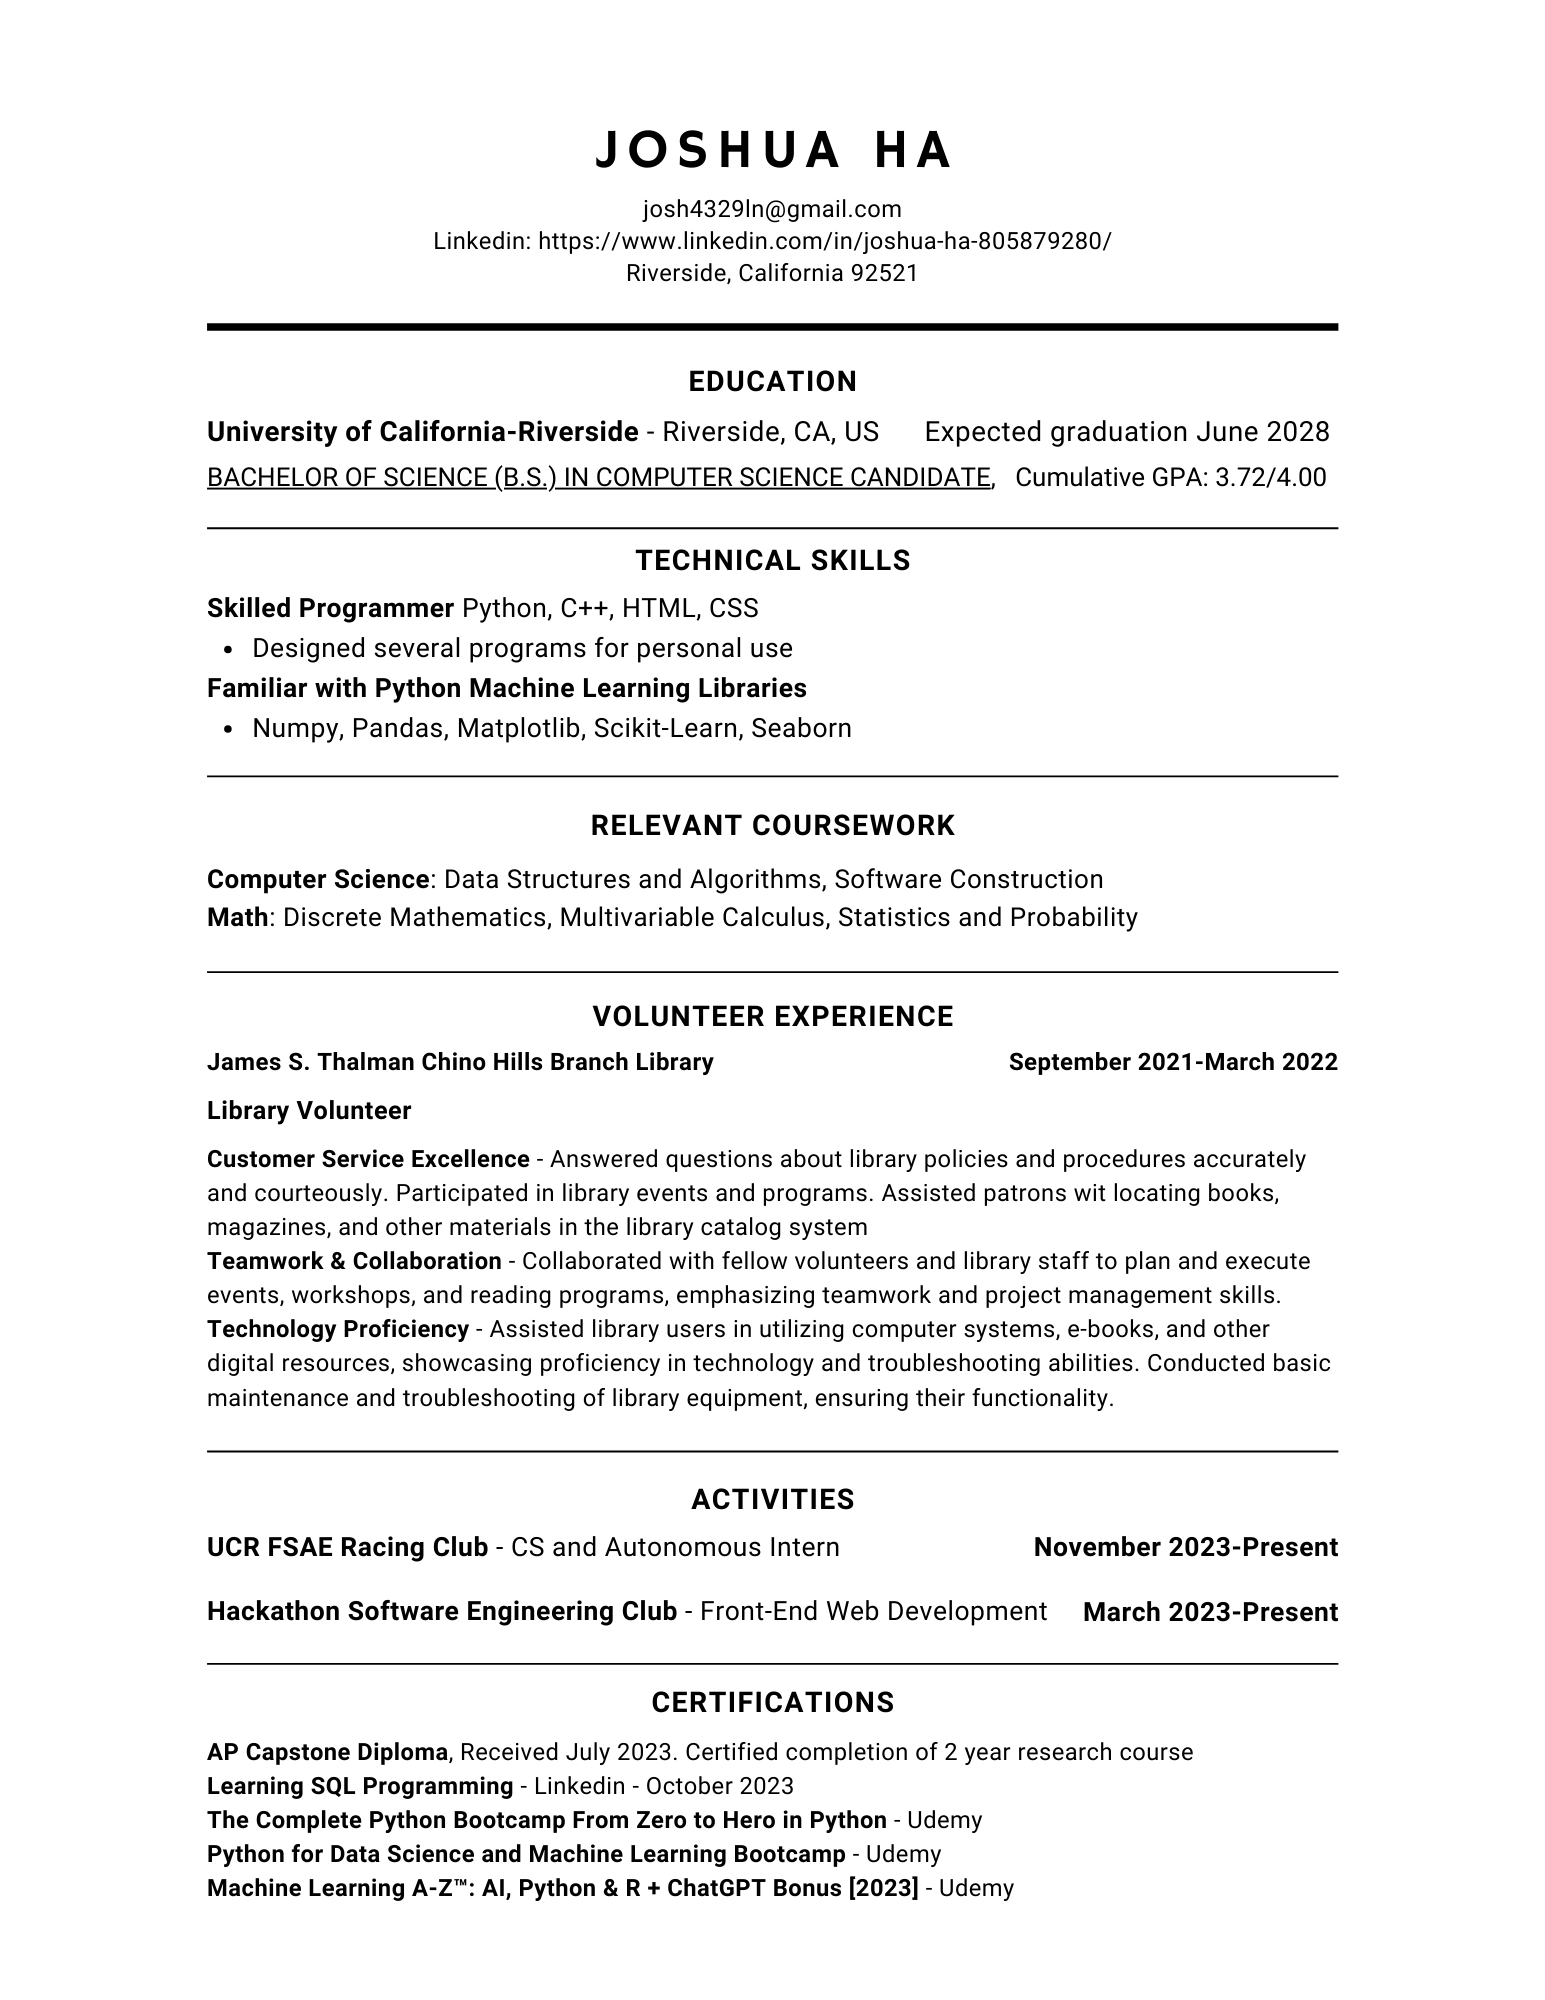 JOSHUA HA
josh4329ln@gmail.com
Linkedin: https://www.linkedin.com/in/joshua-ha-805879280/
Riverside, California 92521
EDUCATION
University of California-Riverside - Riverside, CA, US Expected graduation June 2028
BACHELOR OF SCIENCE (B.S.) IN COMPUTER SCIENCE CANDIDATE, Cumulative GPA: 3.72/4.00
TECHNICAL SKILLS
Skilled Programmer Python, C++, HTML, CSS
• Designed several programs for personal use
Familiar with Python Machine Learning Libraries
• Numpy, Pandas, Matplotlib, Scikit-Learn, Seaborn
RELEVANT COURSEWORK
Computer Science: Data Structures and Algorithms, Software Construction
Math: Discrete Mathematics, Multivariable Calculus, Statistics and Probability
VOLUNTEER EXPERIENCE
James S. Thalman Chino Hills Branch Library September 2021-March 2022
Library Volunteer
Customer Service Excellence - Answered questions about library policies and procedures accurately
and courteously. Participated in library events and programs. Assisted patrons wit locating books,
magazines, and other materials in the library catalog system
Teamwork & Collaboration - Collaborated with fellow volunteers and library staff to plan and execute
events, workshops, and reading programs, emphasizing teamwork and project management skills.
Technology Proficiency - Assisted library users in utilizing computer systems, e-books, and other
digital resources, showcasing proficiency in technology and troubleshooting abilities. Conducted basic
maintenance and troubleshooting of library equipment, ensuring their functionality.
ACTIVITIES
UCR FSAE Racing Club - CS and Autonomous Intern November 2023-Present
Hackathon Software Engineering Club - Front-End Web Development March 2023-Present
CERTIFICATIONS
AP Capstone Diploma, Received July 2023. Certified completion of 2 year research course
Learning SQL Programming - Linkedin - October 2023
The Complete Python Bootcamp From Zero to Hero in Python - Udemy
Python for Data Science and Machine Learning Bootcamp - Udemy
Machine Learning A-Z™: AI, Python & R + ChatGPT Bonus [2023] - Udemy